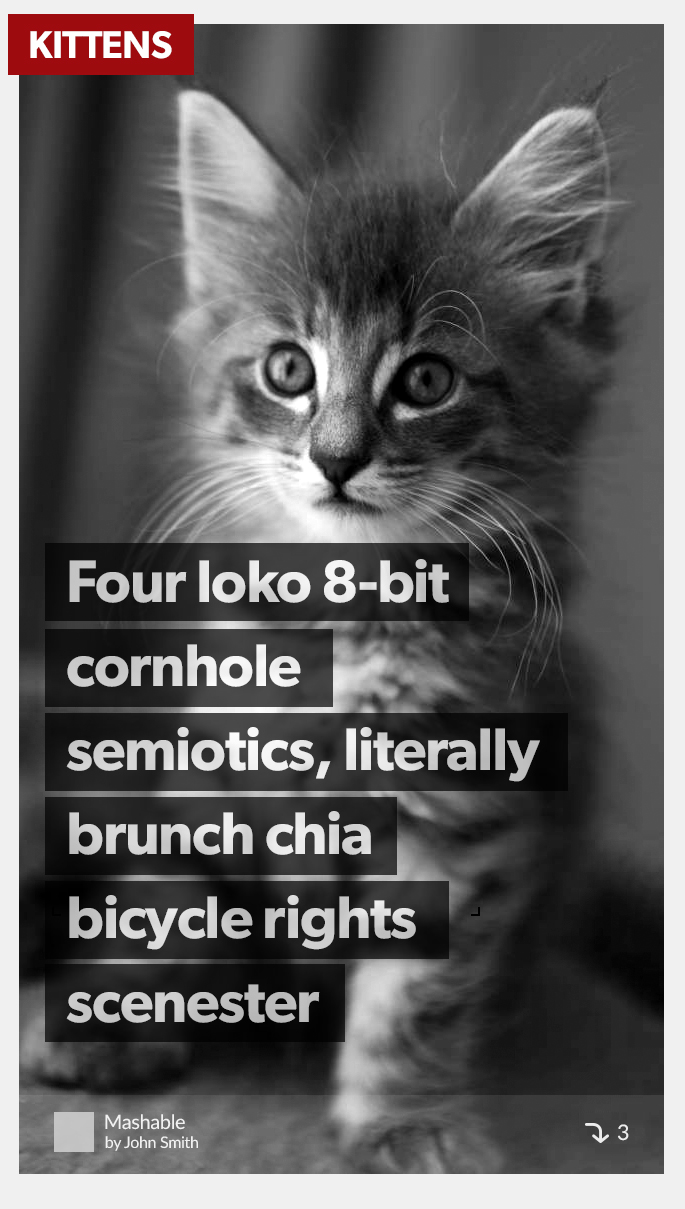 KITTENS
Four loko 8-bit
cornhole
semiotics, literally
brunch chia
bicycle rights
scenester
Mashable
by John Smith
3